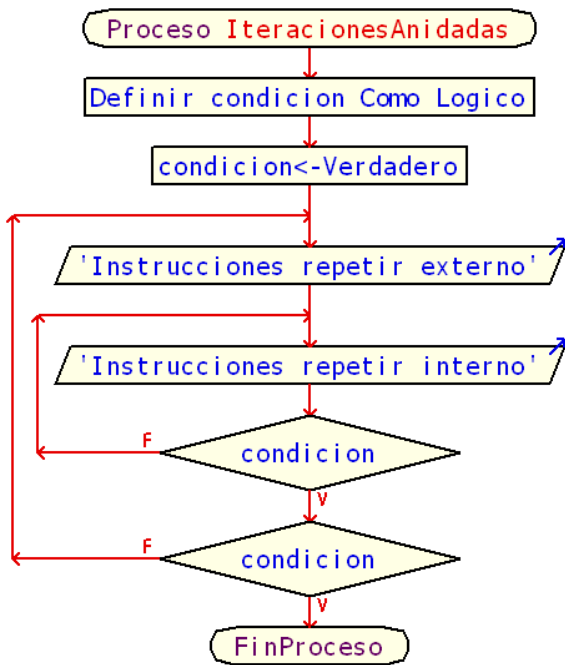 Proceso IteracionesAnidadas
Definir condicion Como Logico
condicion<-Verdadero
'Instrucciones repetir externo'
'Instrucciones repetir interno'
condicion
F
V
condicion
F
V
FinProceso